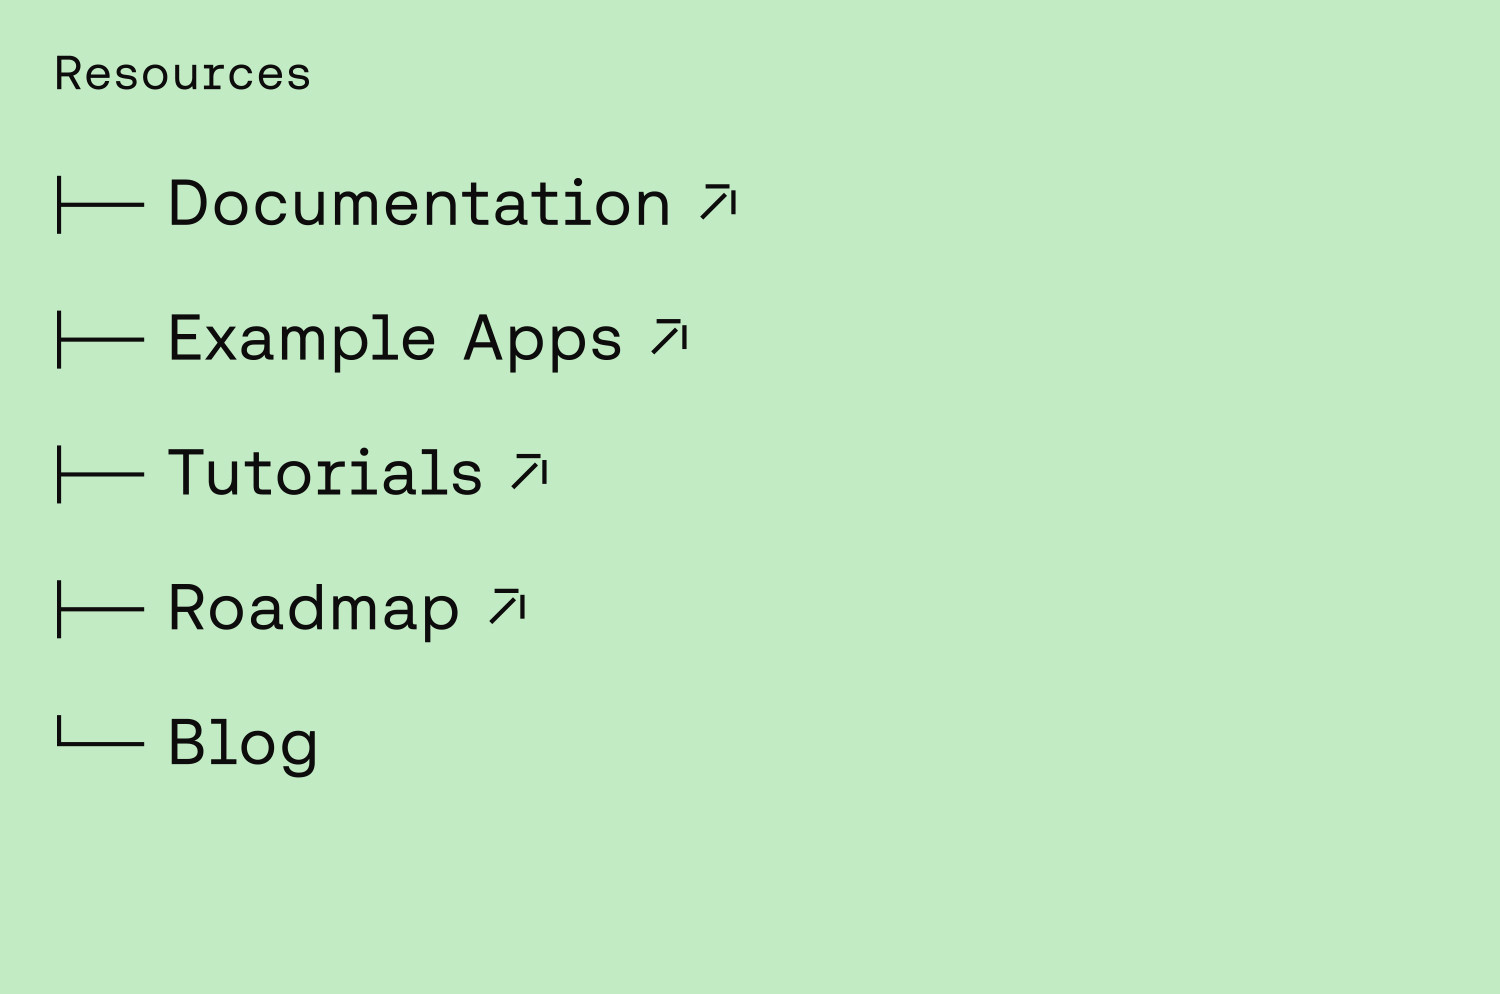 Resources
├── Documentation ↗
├── Example Apps ↗
├── Tutorials ↗
├── Roadmap ↗
└── Blog